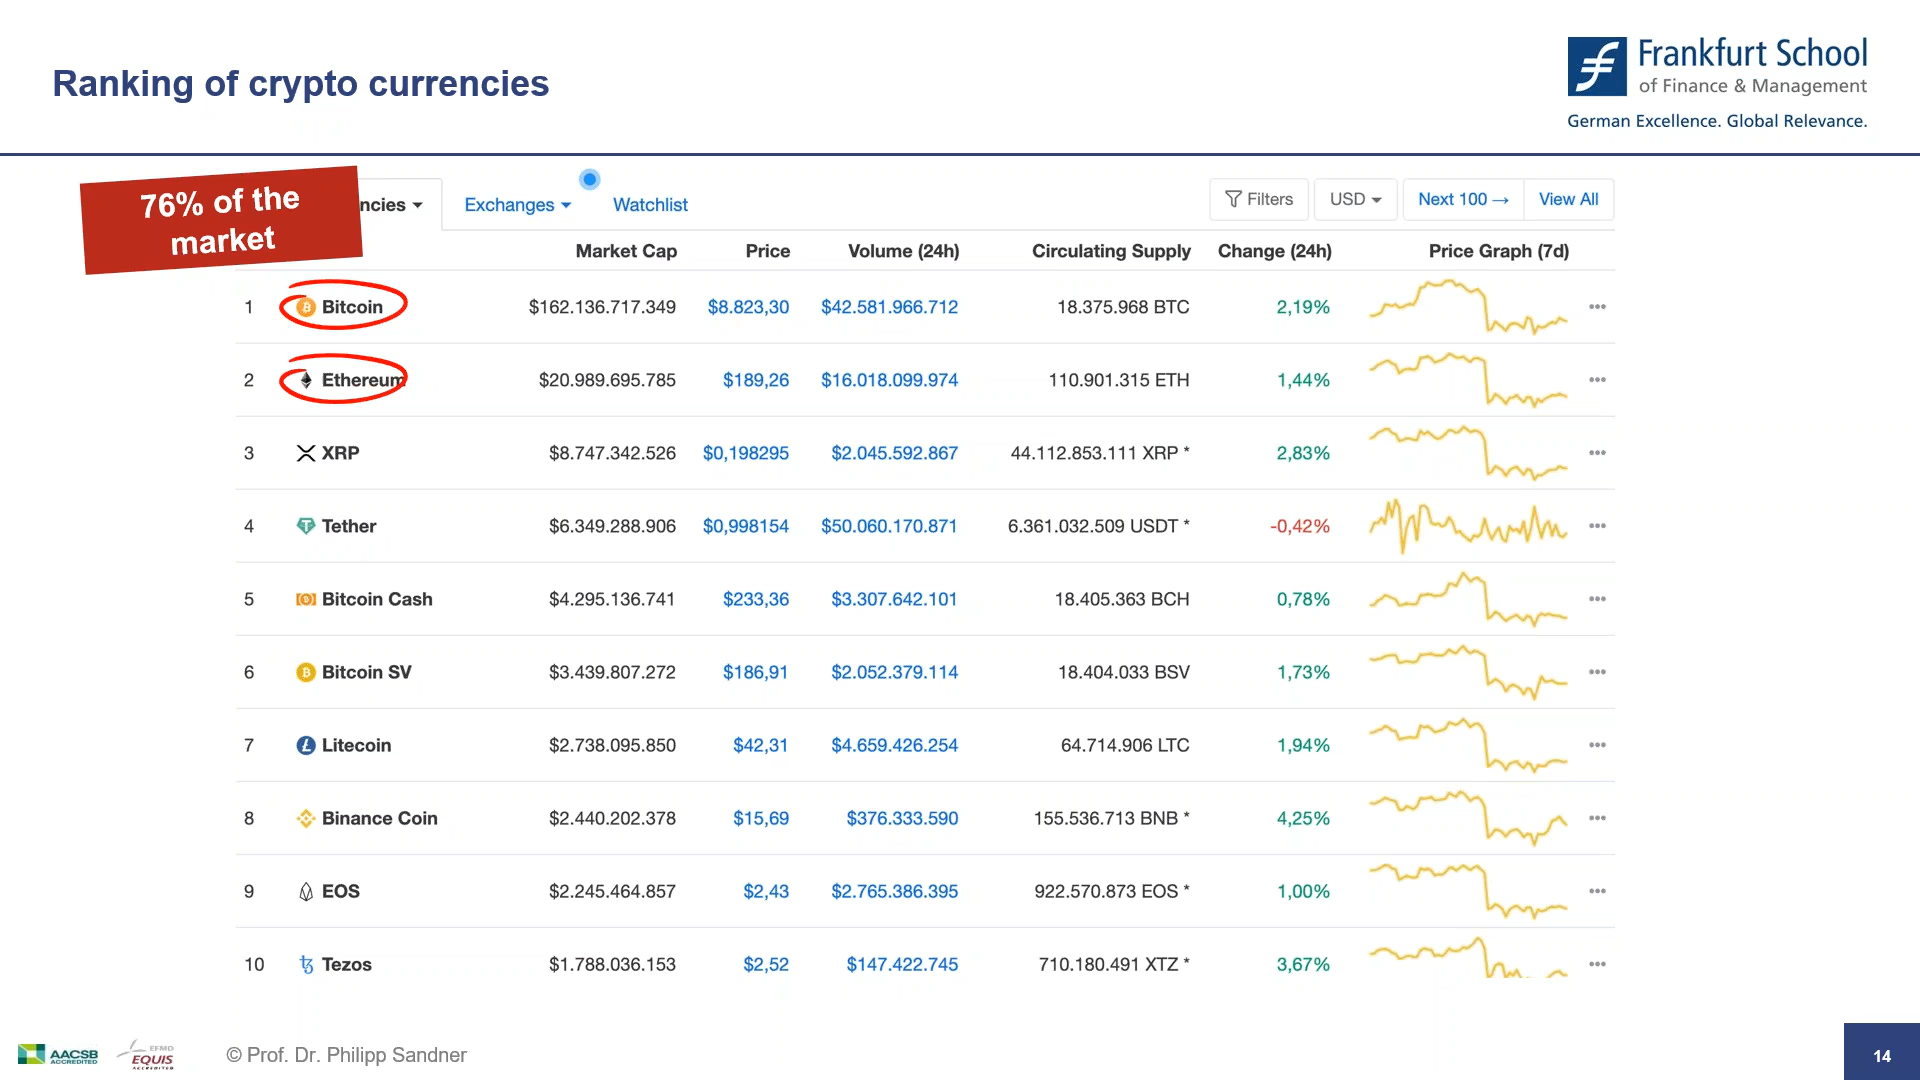 Ranking of crypto currencies
Frankfurt School
of Finance & Management
German Excellence. Global Relevance.
76% of the
market
ncies
Exchanges
Watchlist
Filters
USD
Next 100 →
View All
Market Cap Price Volume (24h) Circulating Supply Change (24h) Price Graph (7d)
1 Bitcoin $162.136.717.349 $8.823,30 $42.581.966.712 18.375.968 BTC 2,19%
2 Ethereum $20.989.695.785 $189,26 $16.018.099.974 110.901.315 ETH 1,44%
3 XRP $8.747.342.526 $0,198295 $2.045.592.867 44.112.853.111 XRP * 2,83%
4 Tether $6.349.288.906 $0,998154 $50.060.170.871 6.361.032.509 USDT * -0,42%
5 Bitcoin Cash $4.295.136.741 $233,36 $3.307.642.101 18.405.363 BCH 0,78%
6 Bitcoin SV $3.439.807.272 $186,91 $2.052.379.114 18.404.033 BSV 1,73%
7 Litecoin $2.738.095.850 $42,31 $4.659.426.254 64.714.906 LTC 1,94%
8 Binance Coin $2.440.202.378 $15,69 $376.333.590 155.536.713 BNB * 4,25%
9 EOS $2.245.464.857 $2,43 $2.765.386.395 922.570.873 EOS * 1,00%
10 Tezos $1.788.036.153 $2,52 $147.422.745 710.180.491 XTZ * 3,67%
AACSB
ACCREDITED
EFMD
EQUIS
ACCREDITED
© Prof. Dr. Philipp Sandner
14